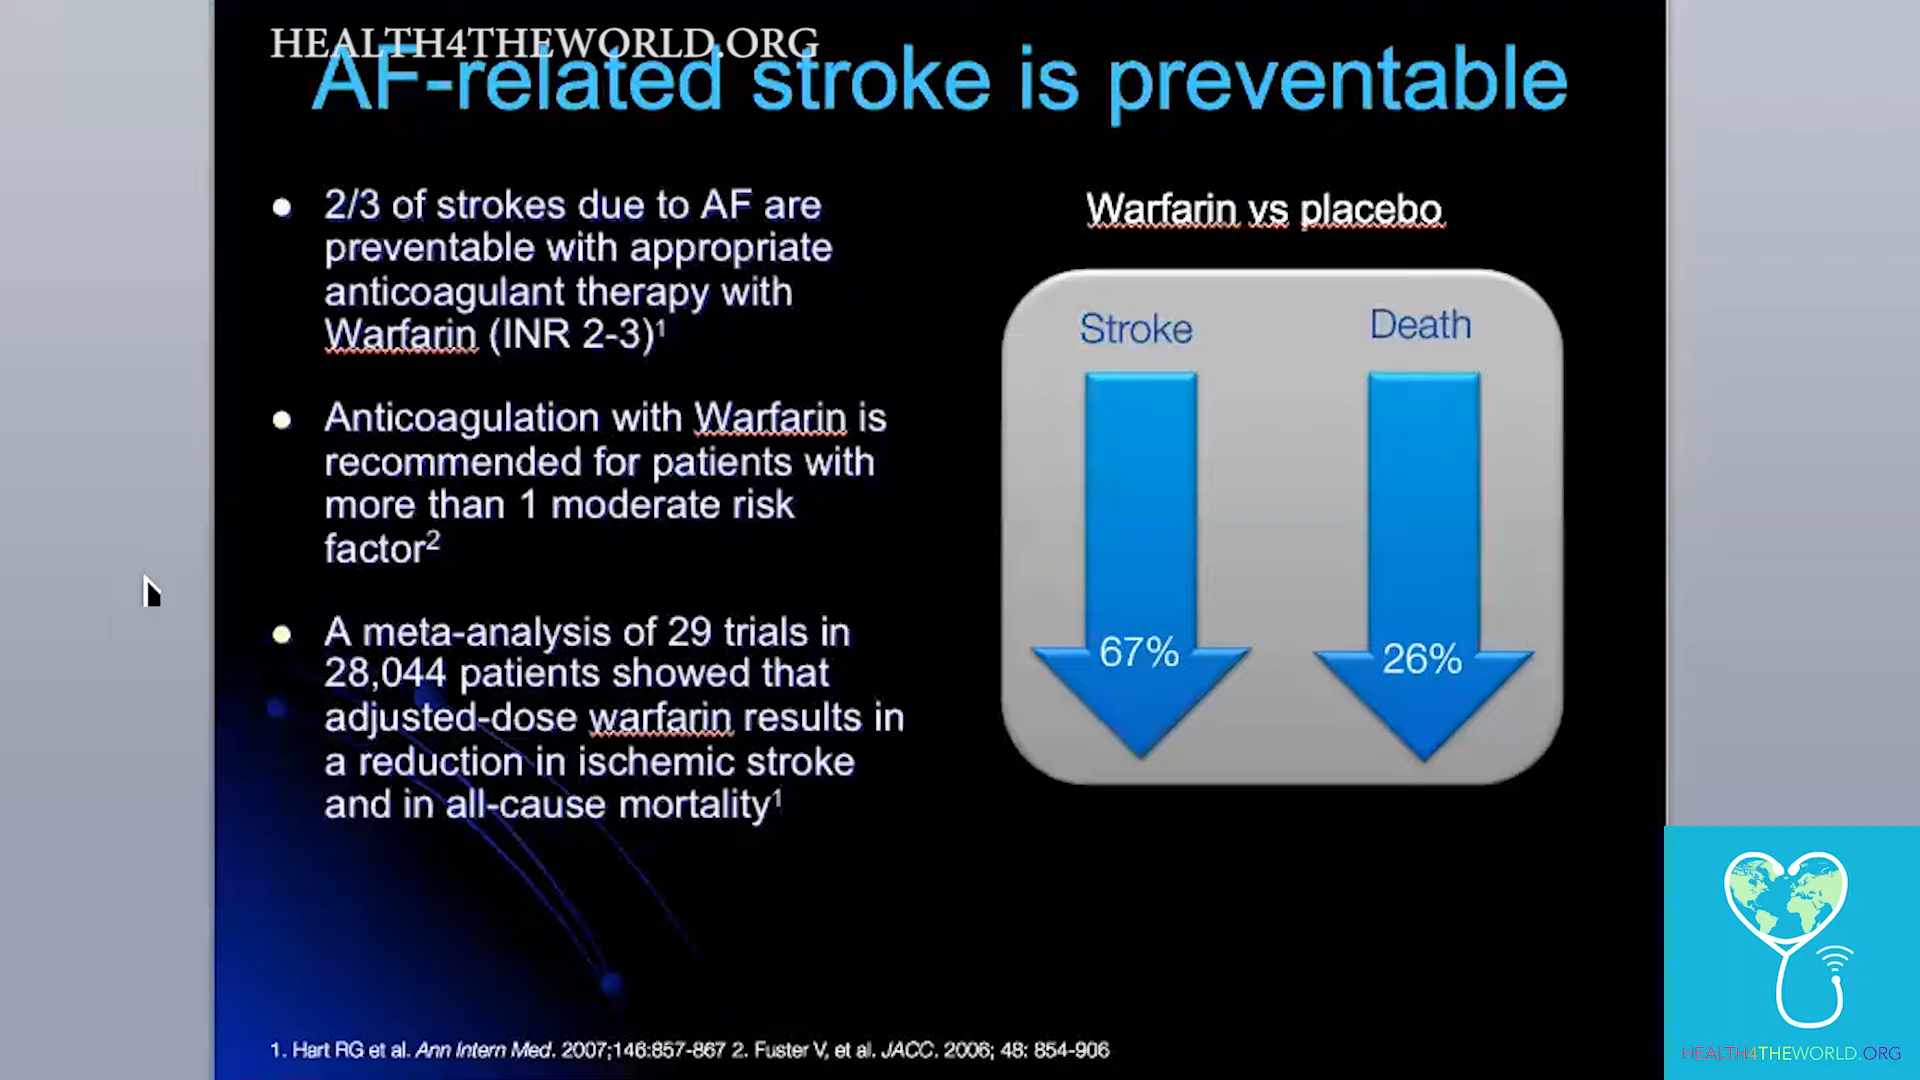 HEALTH4THEWORLD.ORG
AF-related stroke is preventable
• 2/3 of strokes due to AF are
preventable with appropriate
anticoagulant therapy with
Warfarin (INR 2-3)¹
• Anticoagulation with Warfarin is
recommended for patients with
more than 1 moderate risk
factor²
• A meta-analysis of 29 trials in
28,044 patients showed that
adjusted-dose warfarin results in
a reduction in ischemic stroke
and in all-cause mortality¹
Warfarin vs placebo
Stroke
Death
67%
26%
1. Hart RG et al. Ann Intern Med. 2007;146:857-867 2. Fuster V, et al. JACC. 2006; 48: 854-906
HEALTH4THEWORLD.ORG